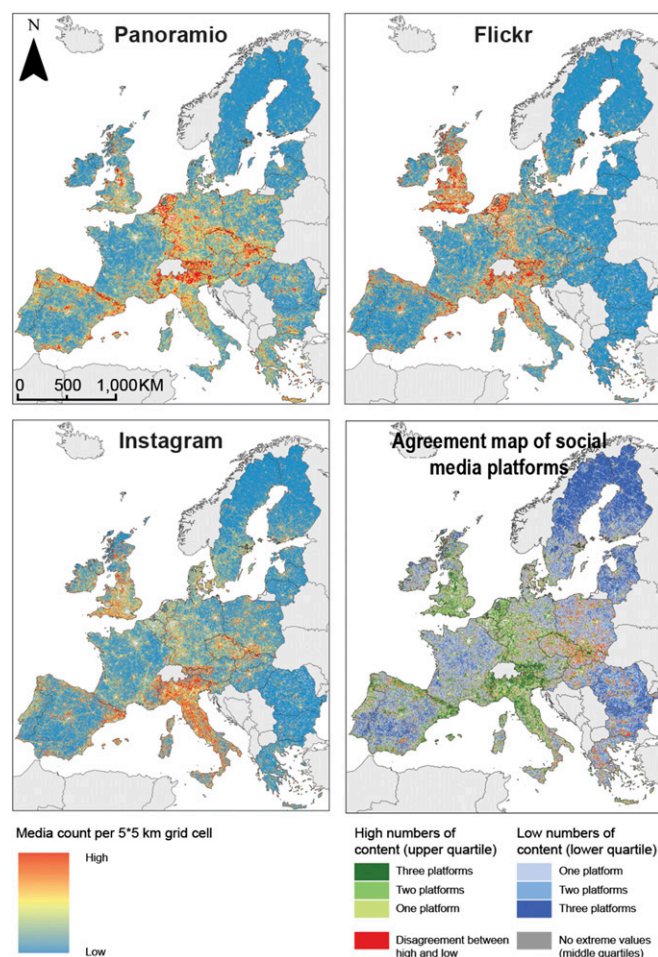 N
Panoramio
Flickr
0 500 1,000KM
Instagram
Agreement map of social
media platforms
Media count per 5*5 km grid cell
High
Low
High numbers of
content (upper quartile)
Three platforms
Two platforms
One platform
Disagreement between
high and low
Low numbers of
content (lower quartile)
One platform
Two platforms
Three platforms
No extreme values
(middle quartiles)